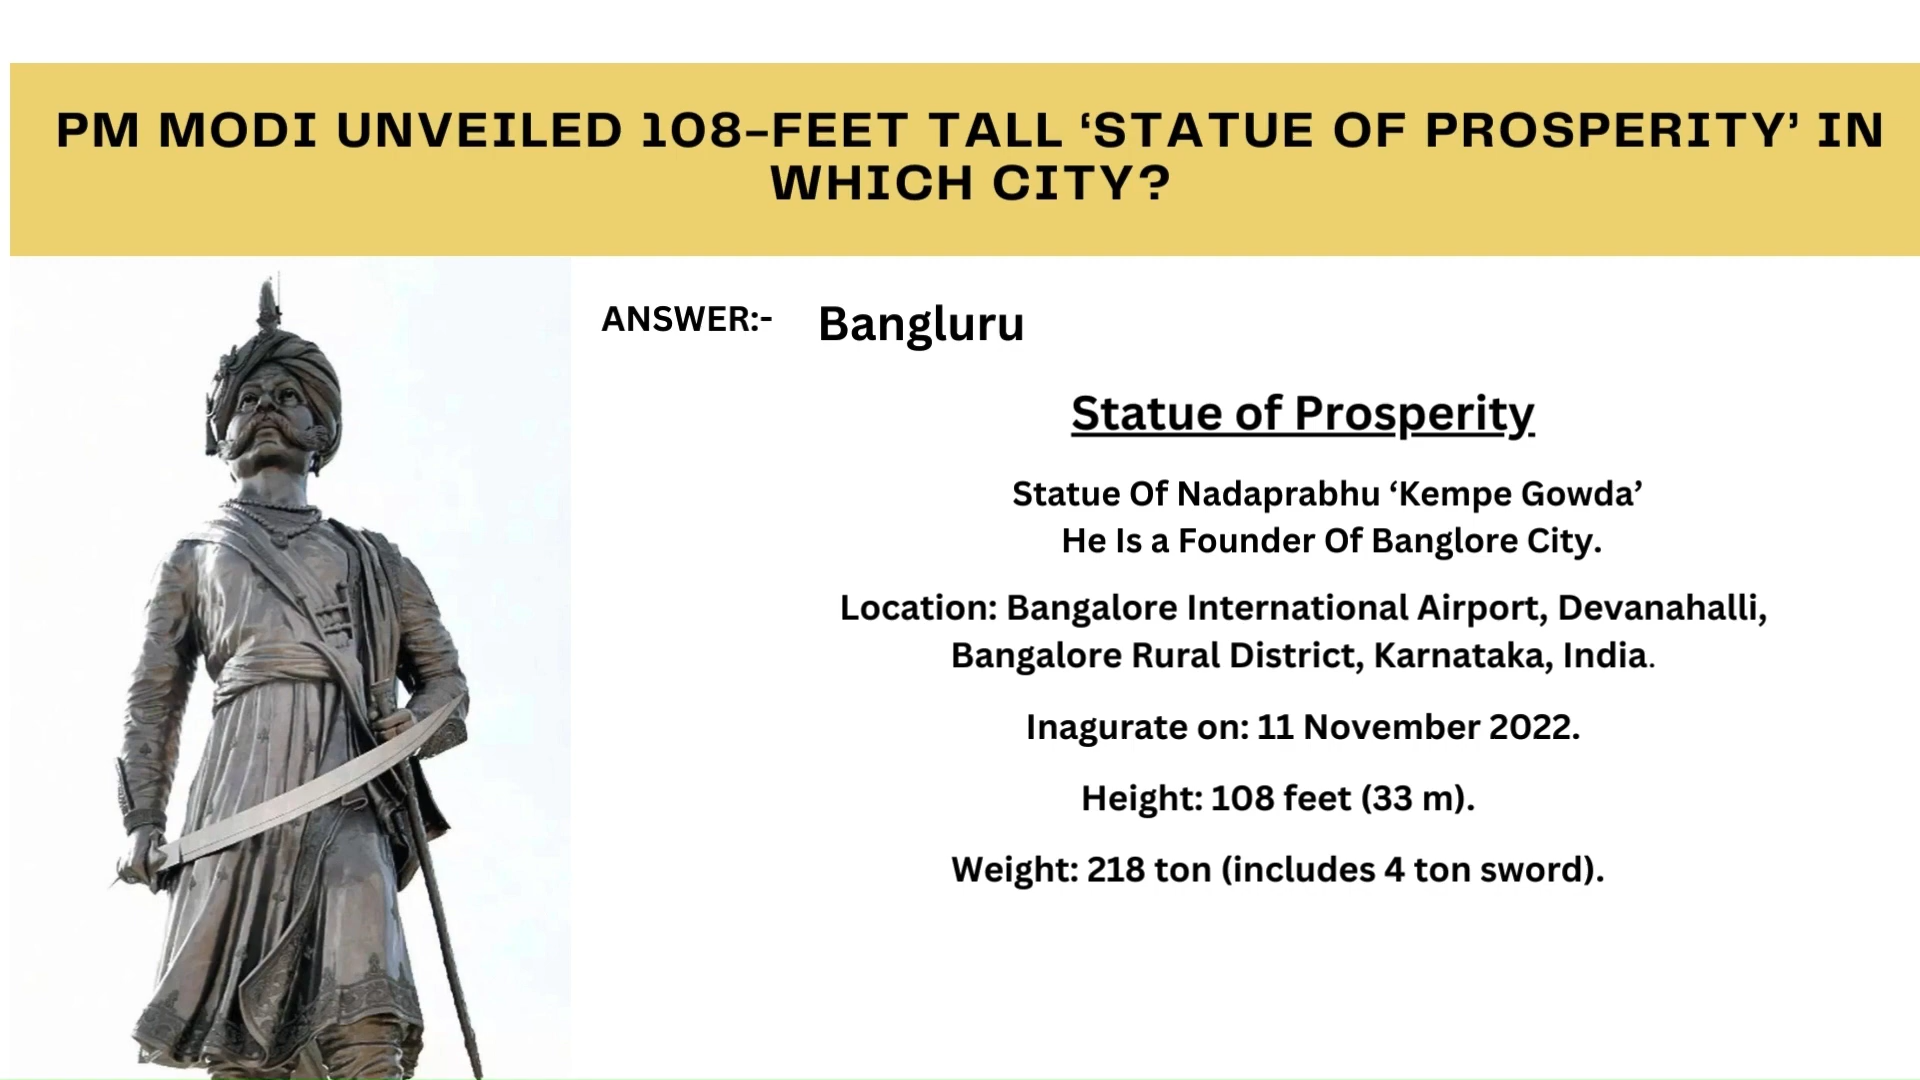 PM MODI UNVEILED 108-FEET TALL ‘STATUE OF PROSPERITY’ IN
WHICH CITY?
ANSWER:- Bangluru
Statue of Prosperity
Statue Of Nadaprabhu ‘Kempe Gowda’
He Is a Founder Of Banglore City.
Location: Bangalore International Airport, Devanahalli,
Bangalore Rural District, Karnataka, India.
Inagurate on: 11 November 2022.
Height: 108 feet (33 m).
Weight: 218 ton (includes 4 ton sword).